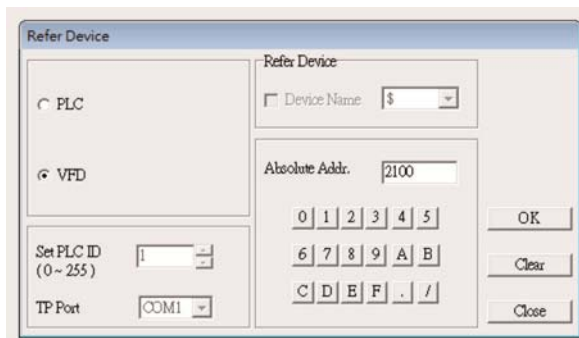 Refer Device
PLC
VFD
Set PLC ID
(0 ~ 255)
1
TP Port
COM1
Refer Device
Device Name
$
Absolute Addr.
2100
0 1 2 3 4 5
6 7 8 9 A B
C D E F . /
OK
Clear
Close